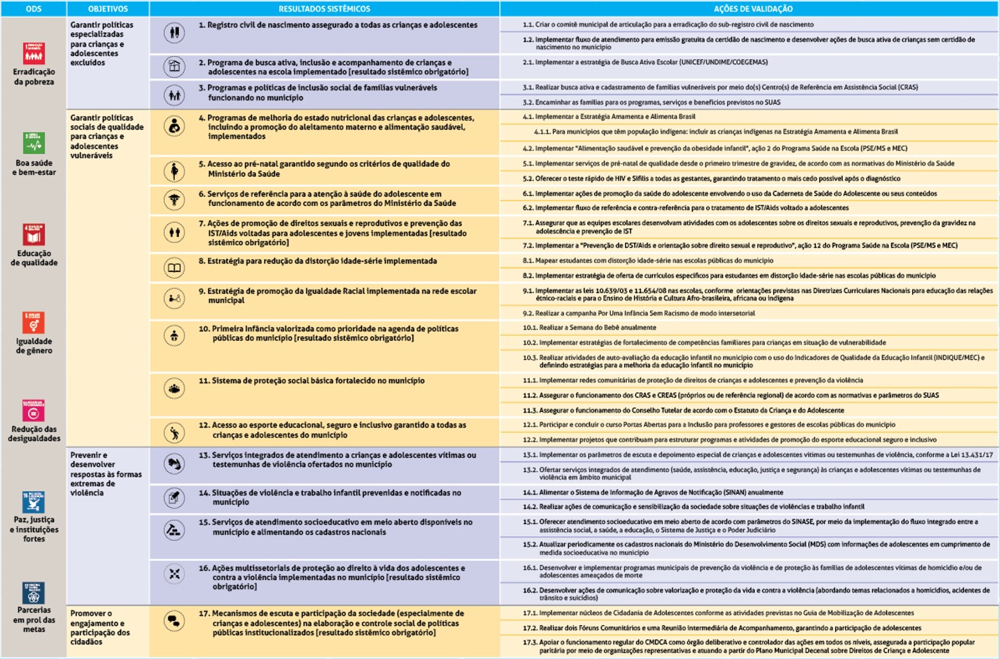 ODS
OBJETIVOS
RESULTADOS SISTÊMICOS
AÇÕES DE VALIDAÇÃO
Erradicação
da pobreza
Boa saúde
e bem-estar
Educação
de qualidade
Igualdade
de gênero
Redução das
desigualdades
Paz, justiça
e instituições
fortes
Parcerias
em prol das
metas
Garantir políticas
especializadas
para crianças e
adolescentes
excluídos
1. Registro civil de nascimento assegurado a todas as crianças e adolescentes
1.1. Criar o comitê municipal de articulação para a erradicação do sub-registro civil de nascimento
1.2. Implementar fluxo de atendimento para emissão gratuita da certidão de nascimento e desenvolver ações de busca ativa de crianças sem certidão de
nascimento no município
2. Programa de busca ativa, inclusão e acompanhamento de crianças e
adolescentes na escola implementado [resultado sistêmico obrigatório]
2.1. Implementar a estratégia de Busca Ativa Escolar (UNICEF/UNDIME/COEGEMAS)
3. Programas e políticas de inclusão social de famílias vulneráveis
funcionando no município
3.1. Realizar busca ativa e cadastramento de famílias vulneráveis por meio do(s) Centro(s) de Referência em Assistência Social (CRAS)
3.2. Encaminhar as famílias para os programas, serviços e benefícios previstos no SUAS
Garantir políticas
sociais de qualidade
para crianças e
adolescentes
vulneráveis
4. Programas de melhoria do estado nutricional das crianças e adolescentes,
incluindo a promoção do aleitamento materno e alimentação saudável,
implementados
4.1. Implementar a Estratégia Amamenta e Alimenta Brasil
4.1.1. Para municípios que têm população indígena: incluir as crianças indígenas na Estratégia Amamenta e Alimenta Brasil
4.2. Implementar "Alimentação saudável e prevenção da obesidade infantil", ação 2 do Programa Saúde na Escola (PSE/MS e MEC)
5. Acesso ao pré-natal garantido segundo os critérios de qualidade do
Ministério da Saúde
5.1. Implementar serviços de pré-natal de qualidade desde o primeiro trimestre de gravidez, de acordo com as normativas do Ministério da Saúde
5.2. Oferecer o teste rápido de HIV e Sífilis a todas as gestantes, garantindo tratamento o mais cedo possível após o diagnóstico
6. Serviços de referência para a atenção à saúde do adolescente em
funcionamento de acordo com os parâmetros do Ministério da Saúde
6.1. Implementar ações de promoção da saúde do adolescente envolvendo o uso da Caderneta de Saúde do Adolescente ou seus conteúdos
6.2. Implementar fluxo de referência e contra-referência para o tratamento de IST/Aids voltado a adolescentes
7. Ações de promoção de direitos sexuais e reprodutivos e prevenção das
IST/Aids voltadas para adolescentes e jovens implementadas [resultado
sistêmico obrigatório]
7.1. Assegurar que as equipes escolares desenvolvam atividades com os adolescentes sobre os direitos sexuais e reprodutivos, prevenção da gravidez na
adolescência e prevenção de IST
7.2. Implementar a "Prevenção de DST/Aids e orientação sobre direito sexual e reprodutivo", ação 12 do Programa Saúde na Escola (PSE/MS e MEC)
8. Estratégia para redução da distorção idade-série implementada
8.1. Mapear estudantes com distorção idade-série nas escolas públicas do município
8.2. Implementar estratégia de oferta de currículos específicos para estudantes em distorção idade-série nas escolas públicas do município
9. Estratégia de promoção da Igualdade Racial implementada na rede escolar
municipal
9.1. Implementar as leis 10.639/03 e 11.654/08 nas escolas, conforme orientações previstas nas Diretrizes Curriculares Nacionais para educação das relações
étnico-raciais e para o Ensino de História e Cultura Afro-brasileira, africana ou indígena
9.2. Realizar a campanha Por Uma Infância Sem Racismo de modo intersetorial
10. Primeira Infância valorizada como prioridade na agenda de políticas
públicas do município [resultado sistêmico obrigatório]
10.1. Realizar a Semana do Bebê anualmente
10.2. Implementar estratégias de fortalecimento de competências familiares para crianças em situação de vulnerabilidade
10.3. Realizar atividades de auto-avaliação da educação infantil no município com o uso do Indicadores de Qualidade da Educação Infantil (INDIQUE/MEC) e
definindo estratégias para a melhoria da educação infantil no município
11. Sistema de proteção social básica fortalecido no município
11.1. Implementar redes comunitárias de proteção de direitos de crianças e adolescentes e prevenção da violência
11.2. Assegurar o funcionamento dos CRAS e CREAS (próprios ou de referência regional) de acordo com as normativas e parâmetros do SUAS
11.3. Assegurar o funcionamento do Conselho Tutelar de acordo com o Estatuto da Criança e do Adolescente
12. Acesso ao esporte educacional, seguro e inclusivo garantido a todas as
crianças e adolescentes do município
12.1. Participar e concluir o curso Portas Abertas para a Inclusão para professores e gestores de escolas públicas do município
12.2. Implementar projetos que contribuam para estruturar programas e atividades de promoção do esporte educacional seguro e inclusivo
Prevenir e
desenvolver
respostas às formas
extremas de
violência
13. Serviços integrados de atendimento a crianças e adolescentes vítimas ou
testemunhas de violência ofertados no município
13.1. Implementar os parâmetros de escuta e depoimento especial de crianças e adolescentes vítimas ou testemunhas de violência, conforme a Lei 13.431/17
13.2. Ofertar serviços integrados de atendimento (saúde, assistência, educação, justiça e segurança) às crianças e adolescentes vítimas ou testemunhas de
violência em âmbito municipal
14. Situações de violência e trabalho infantil prevenidas e notificadas no
município
14.1. Alimentar o Sistema de Informação de Agravos de Notificação (SINAN) anualmente
14.2. Realizar ações de comunicação e sensibilização da sociedade sobre situações de violências e trabalho infantil
15. Serviços de atendimento socioeducativo em meio aberto disponíveis no
município e alimentando os cadastros nacionais
15.1. Oferecer atendimento socioeducativo em meio aberto de acordo com parâmetros do SINASE, por meio da implementação do fluxo integrado entre a
assistência social, a saúde, a educação, o Sistema de Justiça e o Poder Judiciário
15.2. Atualizar periodicamente os cadastros nacionais do Ministério do Desenvolvimento Social (MDS) com informações de adolescentes em cumprimento de
medida socioeducativa no município
16. Ações multissetoriais de proteção ao direito à vida dos adolescentes e
contra a violência implementadas no município [resultado sistêmico
obrigatório]
16.1. Desenvolver e implementar programas municipais de prevenção da violência e de proteção às famílias de adolescentes vítimas de homicídio e/ou de
adolescentes ameaçados de morte
16.2. Desenvolver ações de comunicação sobre valorização e proteção da vida e contra a violência (abordando temas relacionados a homicídios, acidentes de
trânsito e suicídios)
Promover o
engajamento e
participação dos
cidadãos
17. Mecanismos de escuta e participação da sociedade (especialmente de
crianças e adolescentes) na elaboração e controle social de políticas
públicas institucionalizados [resultado sistêmico obrigatório]
17.1. Implementar núcleos de Cidadania de Adolescentes conforme as atividades previstas no Guia de Mobilização de Adolescentes
17.2. Realizar dois Fóruns Comunitários e uma Reunião intermediária de Acompanhamento, garantindo a participação de adolescentes
17.3. Apoiar o funcionamento regular do CMDCA como órgão deliberativo e controlador das ações em todos os níveis, assegurada a participação popular
paritária por meio de organizações representativas e atuando a partir do Plano Municipal Decenal sobre Direitos de Criança e Adolescente